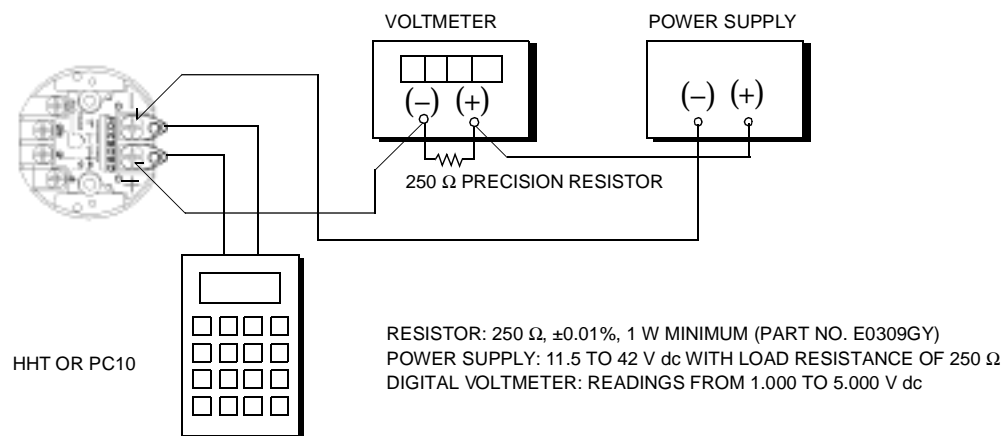 VOLTMETER
POWER SUPPLY
(–) (+)
(–) (+)
250 Ω PRECISION RESISTOR
HHT OR PC10
RESISTOR: 250 Ω, ±0.01%, 1 W MINIMUM (PART NO. E0309GY)
POWER SUPPLY: 11.5 TO 42 V dc WITH LOAD RESISTANCE OF 250 Ω
DIGITAL VOLTMETER: READINGS FROM 1.000 TO 5.000 V dc